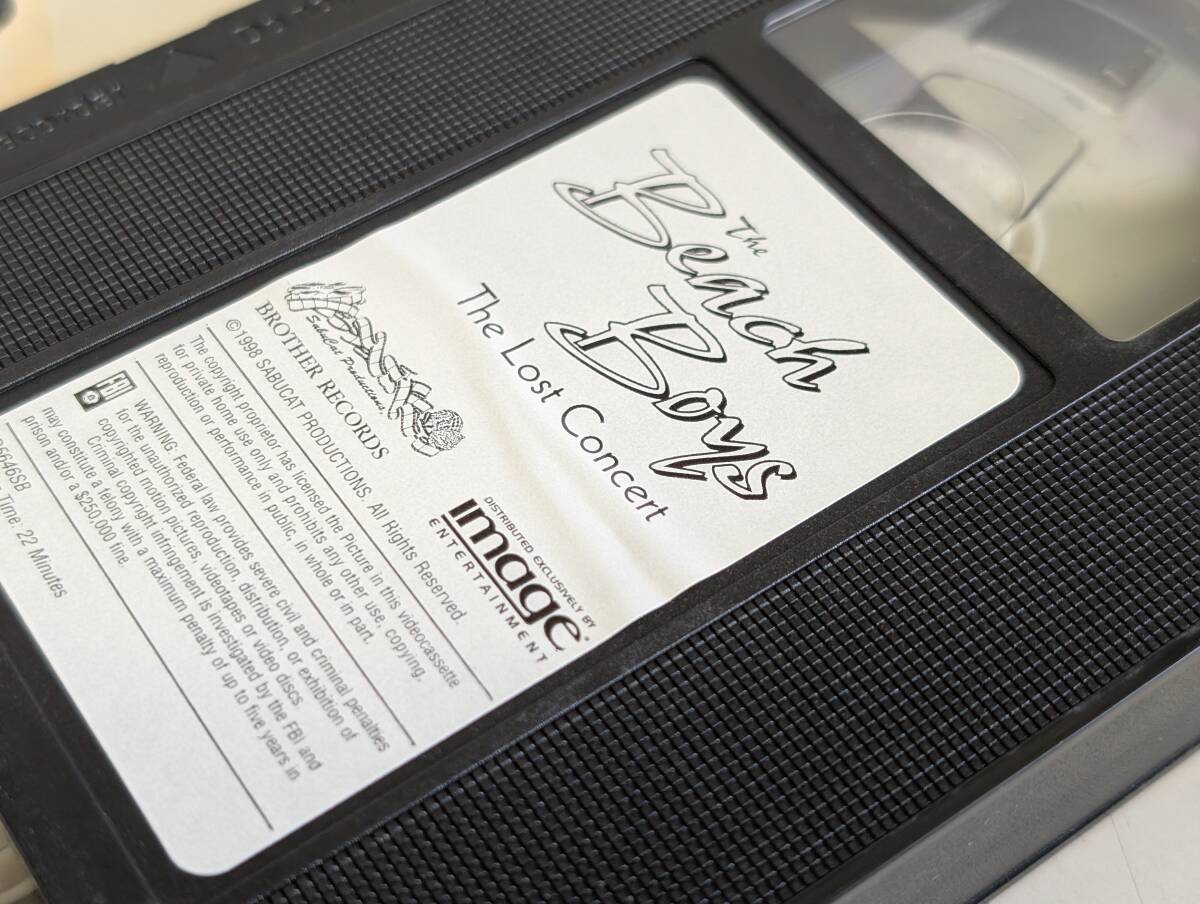 The
Beach
Boys
The Lost Concert
Sabucat Productions
BROTHER RECORDS
DISTRIBUTED EXCLUSIVELY BY
image
ENTERTAINMENT
©1998 SABUCAT PRODUCTIONS. All Rights Reserved.
The copyright proprietor has licensed the Picture in this videocassette
for private home use only and prohibits any other use, copying,
reproduction or performance in public, in whole or in part.
WARNING: Federal law provides severe civil and criminal penalties
for the unauthorized reproduction, distribution, or exhibition of
copyrighted motion pictures, videotapes or video discs.
Criminal copyright infringement is investigated by the FBI and
may constitute a felony with a maximum penalty of up to five years in
prison and/or a $250,000 fine.
5646SB
Time: 22 Minutes